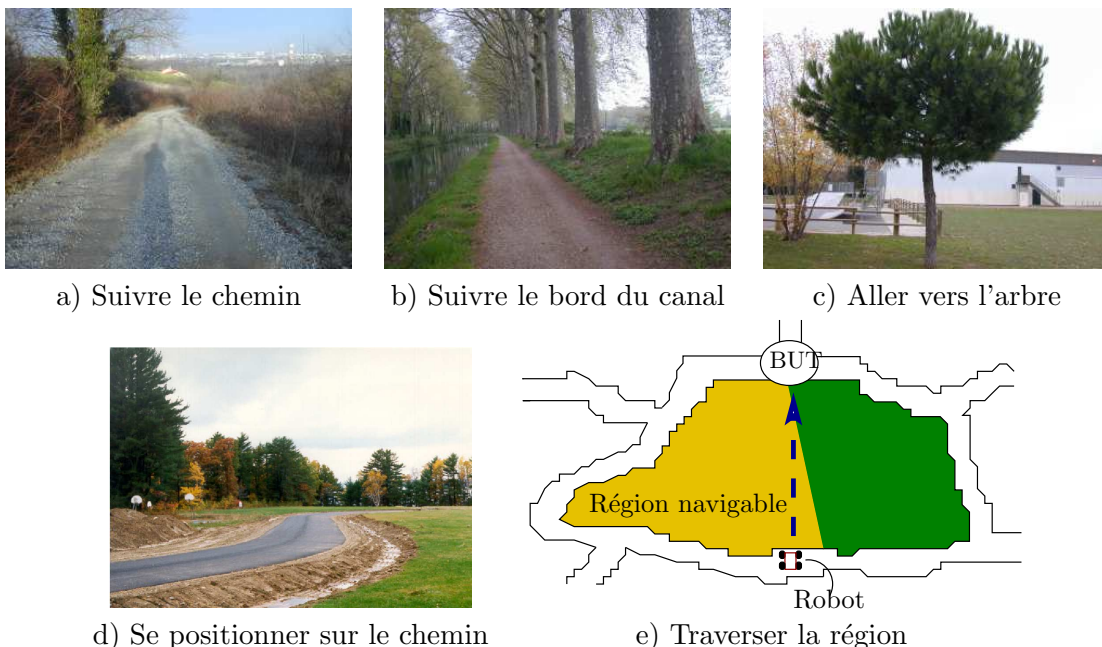 a) Suivre le chemin
b) Suivre le bord du canal
c) Aller vers l'arbre
BUT
Région navigable
Robot
d) Se positionner sur le chemin
e) Traverser la région